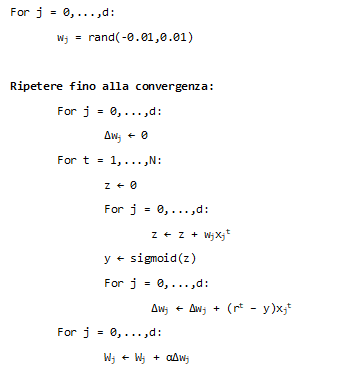 For j = 0,...,d:
wⱼ = rand(-0.01,0.01)
Ripetere fino alla convergenza:
For j = 0,...,d:
Δwⱼ ← 0
For t = 1,...,N:
z ← 0
For j = 0,...,d:
z ← z + wⱼxⱼᵗ
y ← sigmoid(z)
For j = 0,...,d:
Δwⱼ ← Δwⱼ + (rᵗ - y)xⱼᵗ
For j = 0,...,d:
Wⱼ ← Wⱼ + αΔwⱼ